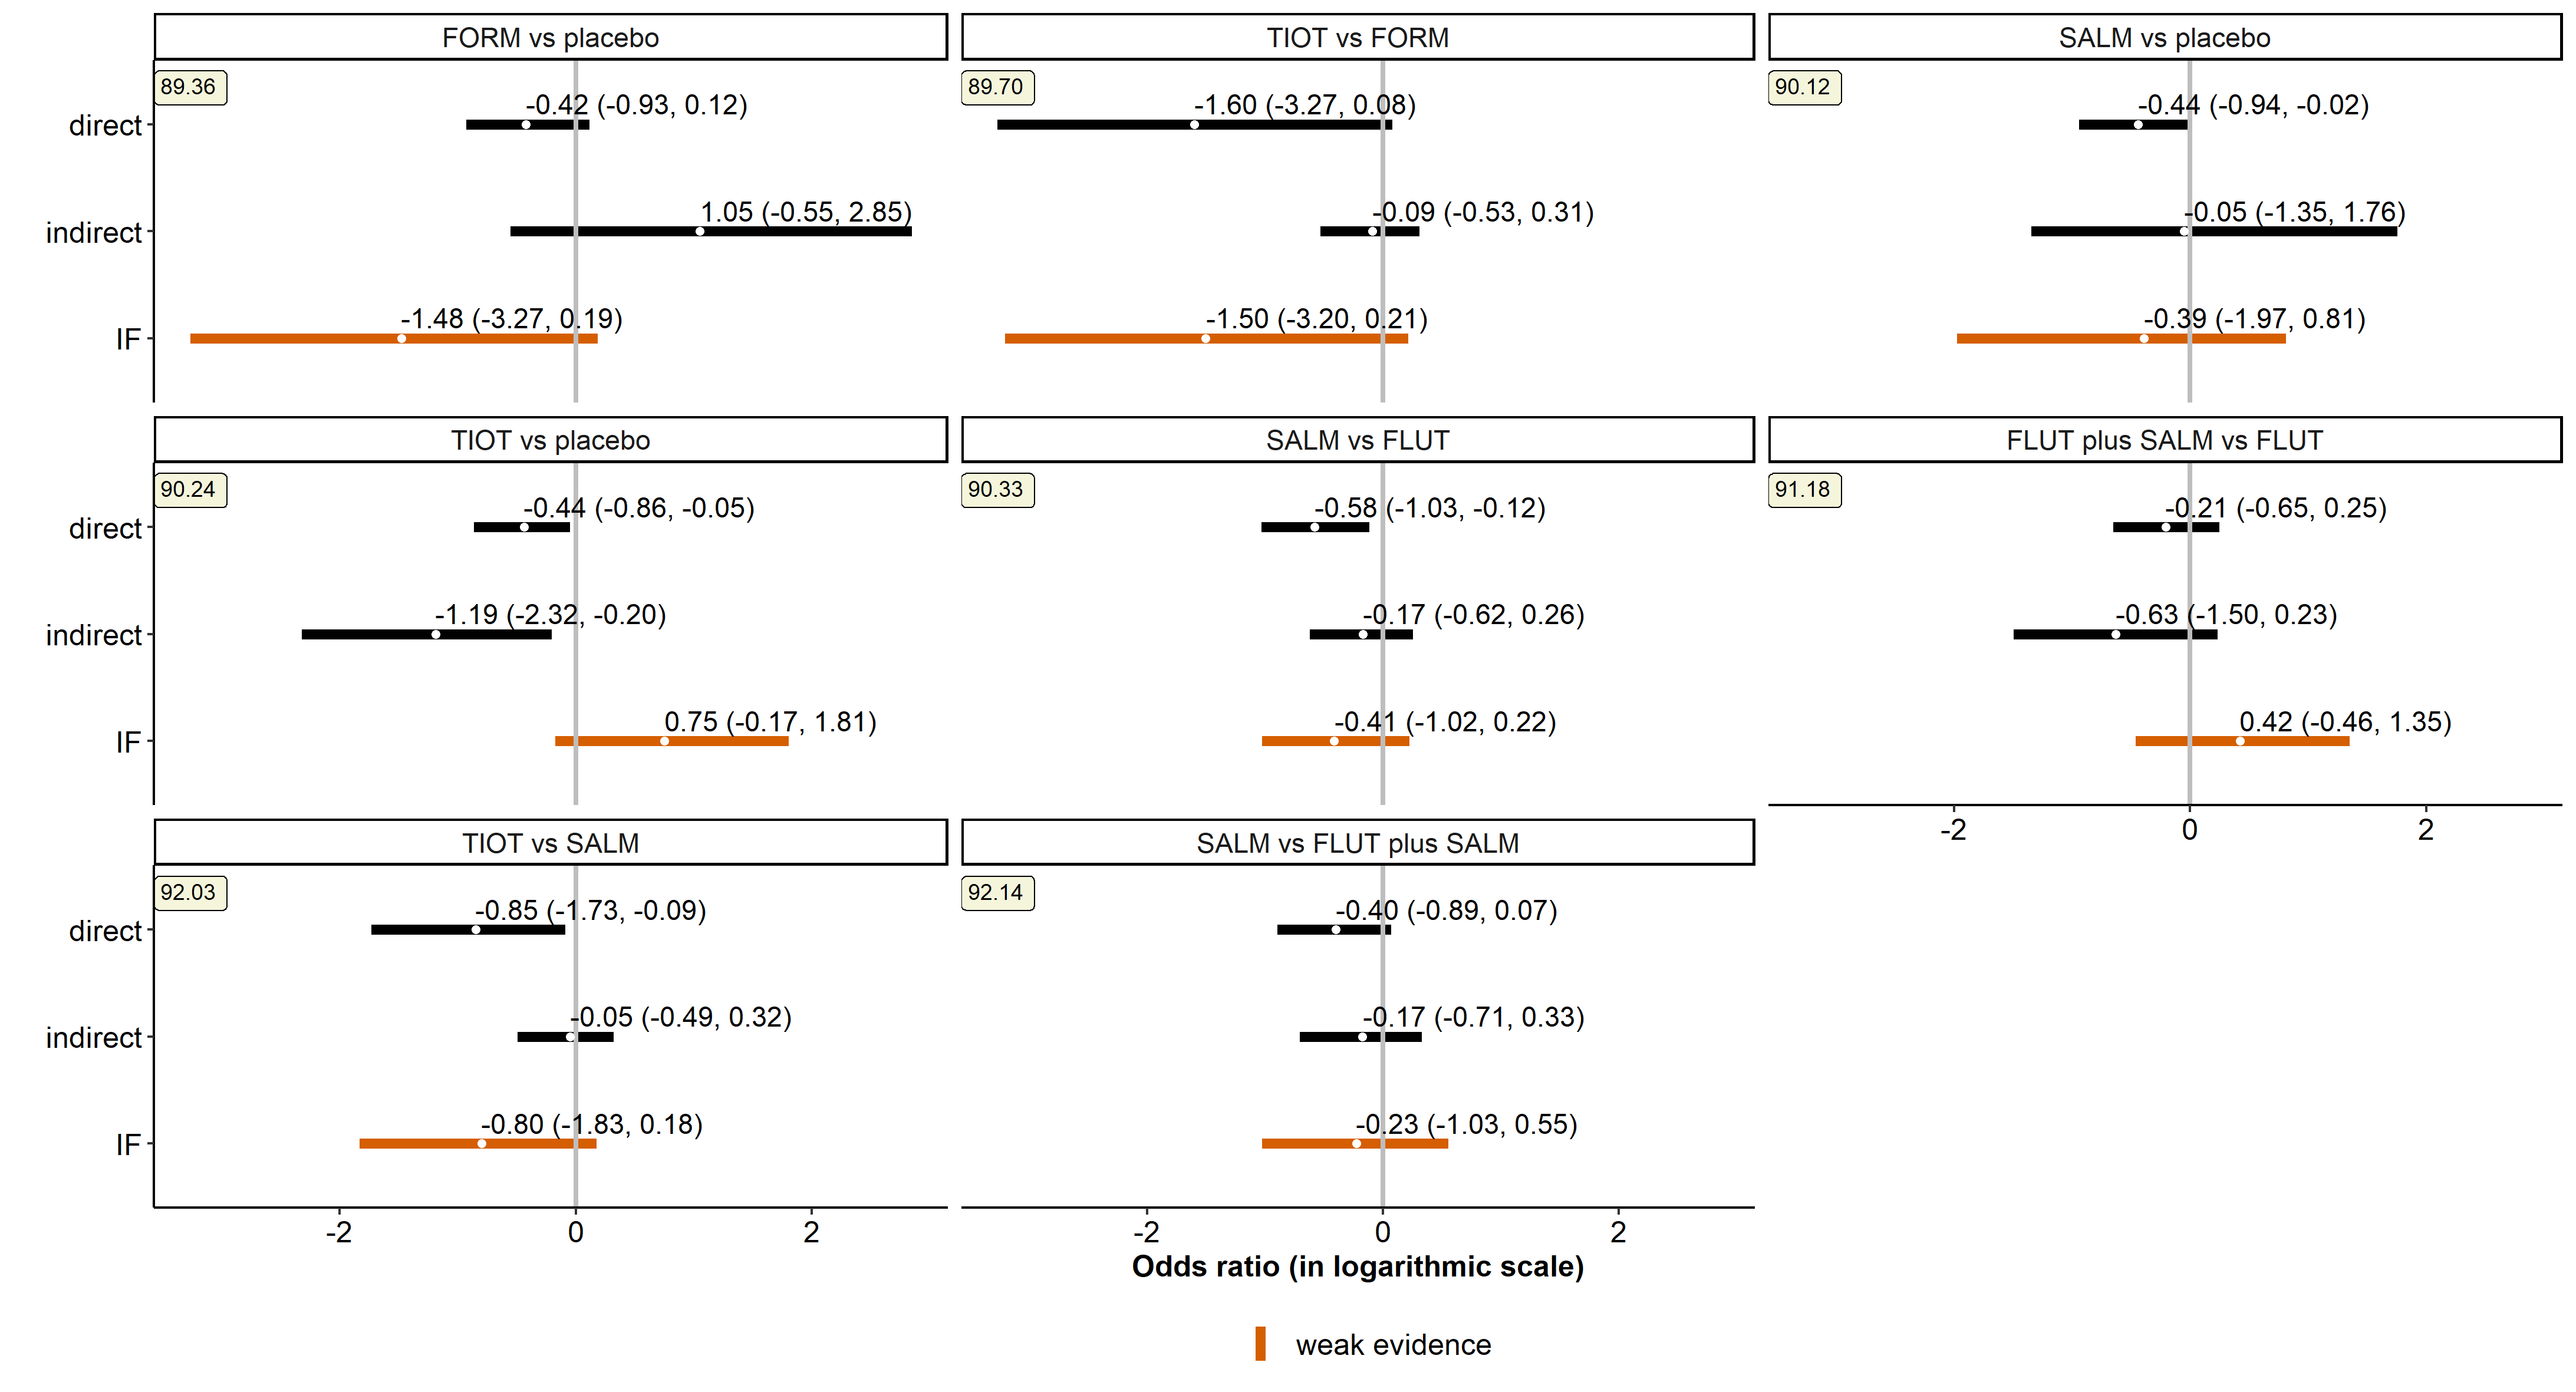 FORM vs placebo
TIOT vs FORM
SALM vs placebo
89.36
89.70
90.12
direct
-0.42 (-0.93, 0.12)
-1.60 (-3.27, 0.08)
-0.44 (-0.94, -0.02)
indirect
1.05 (-0.55, 2.85)
-0.09 (-0.53, 0.31)
-0.05 (-1.35, 1.76)
IF
-1.48 (-3.27, 0.19)
-1.50 (-3.20, 0.21)
-0.39 (-1.97, 0.81)
TIOT vs placebo
SALM vs FLUT
FLUT plus SALM vs FLUT
90.24
90.33
91.18
direct
-0.44 (-0.86, -0.05)
-0.58 (-1.03, -0.12)
-0.21 (-0.65, 0.25)
indirect
-1.19 (-2.32, -0.20)
-0.17 (-0.62, 0.26)
-0.63 (-1.50, 0.23)
IF
0.75 (-0.17, 1.81)
-0.41 (-1.02, 0.22)
0.42 (-0.46, 1.35)
-2 0 2
TIOT vs SALM
SALM vs FLUT plus SALM
92.03
92.14
direct
-0.85 (-1.73, -0.09)
-0.40 (-0.89, 0.07)
indirect
-0.05 (-0.49, 0.32)
-0.17 (-0.71, 0.33)
IF
-0.80 (-1.83, 0.18)
-0.23 (-1.03, 0.55)
-2 0 2
-2 0 2
Odds ratio (in logarithmic scale)
weak evidence